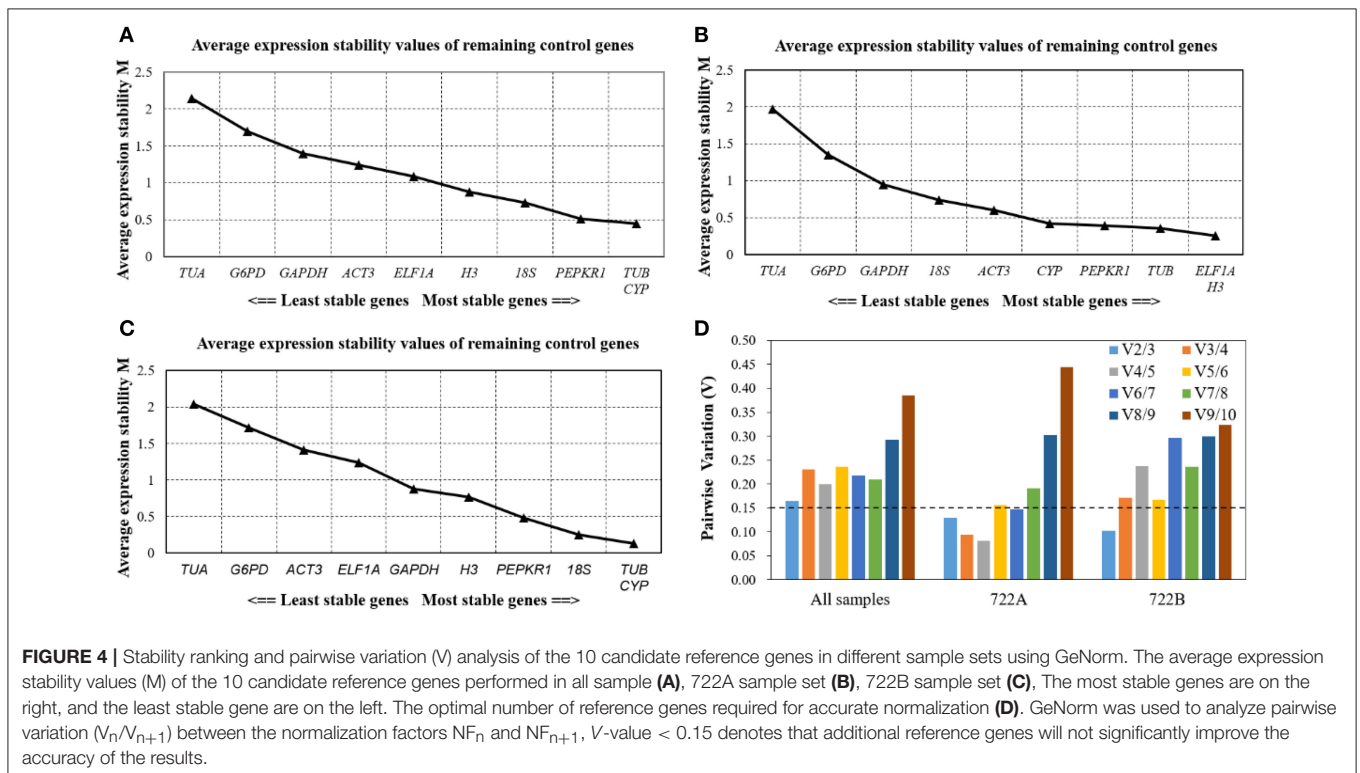 A
Average expression stability values of remaining control genes
Average expression stability M
2.5
2
1.5
1
0.5
0
TUA G6PD GAPDH ACT3 ELF1A H3 18S PEPKR1 TUB
CYP
<== Least stable genes Most stable genes ==>
B
Average expression stability values of remaining control genes
Average expression stability M
2.5
2
1.5
1
0.5
0
TUA G6PD GAPDH 18S ACT3 CYP PEPKR1 TUB ELF1A
H3
<== Least stable genes Most stable genes ==>
C
Average expression stability values of remaining control genes
Average expression stability M
2.5
2
1.5
1
0.5
0
TUA G6PD ACT3 ELF1A GAPDH H3 PEPKR1 18S TUB
CYP
<== Least stable genes Most stable genes ==>
D
Pairwise Variation (V)
0.50
0.45
0.40
0.35
0.30
0.25
0.20
0.15
0.10
0.05
0.00
V2/3 V3/4
V4/5 V5/6
V6/7 V7/8
V8/9 V9/10
All samples 722A 722B
FIGURE 4 | Stability ranking and pairwise variation (V) analysis of the 10 candidate reference genes in different sample sets using GeNorm. The average expression
stability values (M) of the 10 candidate reference genes performed in all sample (A), 722A sample set (B), 722B sample set (C), The most stable genes are on the
right, and the least stable gene are on the left. The optimal number of reference genes required for accurate normalization (D). GeNorm was used to analyze pairwise
variation (Vn/Vn+1) between the normalization factors NFn and NFn+1, V-value < 0.15 denotes that additional reference genes will not significantly improve the
accuracy of the results.